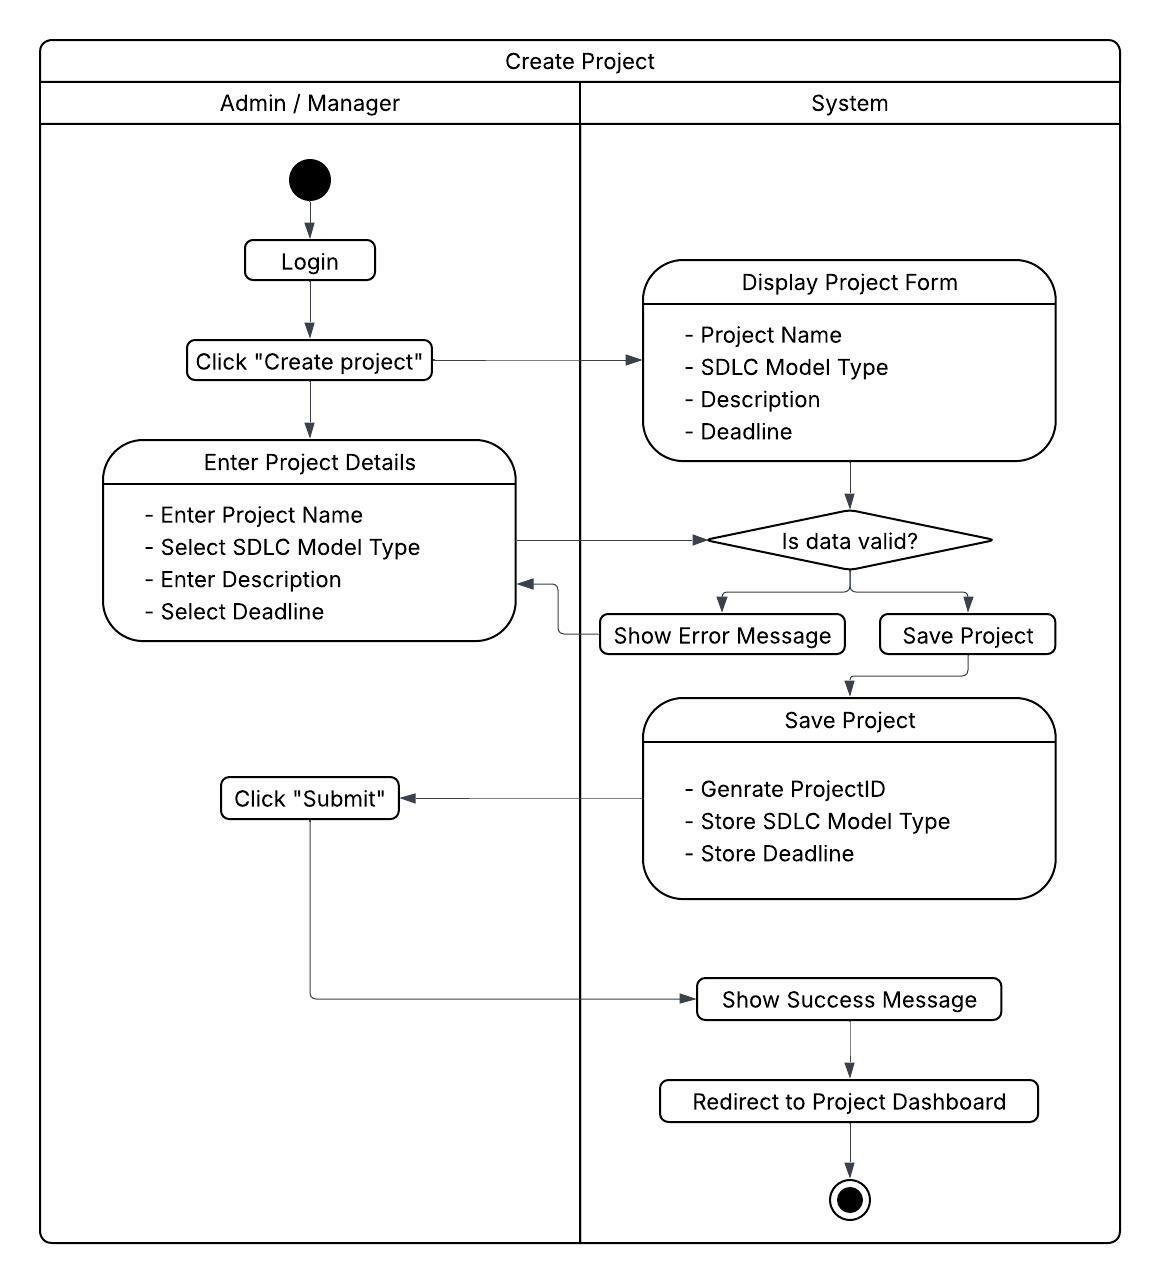 Create Project
Admin / Manager
System
Login
Click "Create project"
Display Project Form
- Project Name
- SDLC Model Type
- Description
- Deadline
Enter Project Details
- Enter Project Name
- Select SDLC Model Type
- Enter Description
- Select Deadline
Is data valid?
Show Error Message
Save Project
Save Project
- Genrate ProjectID
- Store SDLC Model Type
- Store Deadline
Click "Submit"
Show Success Message
Redirect to Project Dashboard